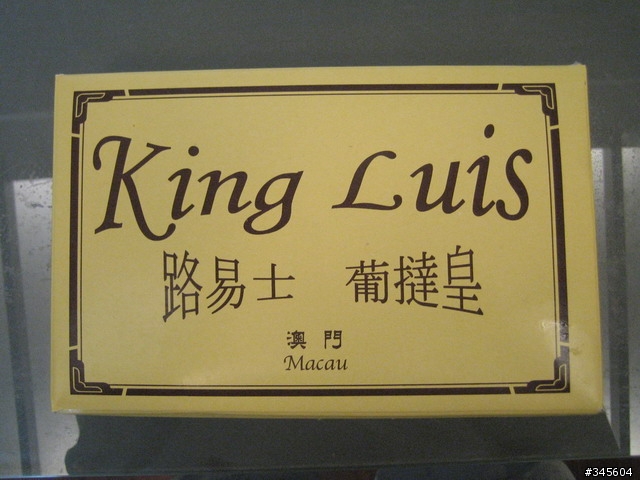 King Luis
路易士 葡撻皇
澳門
Macau
#345604